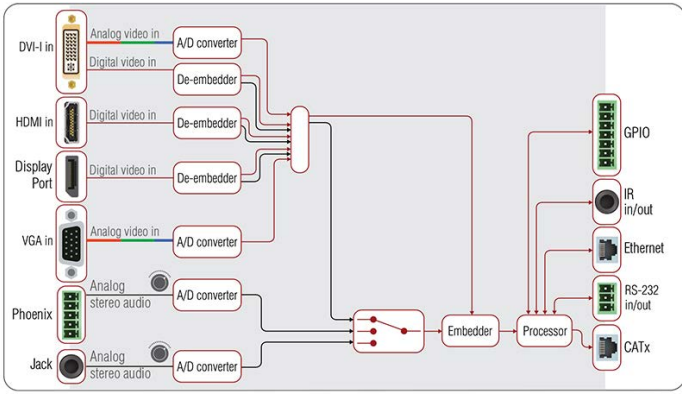 DVI-I in
Analog video in
A/D converter
Digital video in
De-embedder
HDMI in
Digital video in
De-embedder
Display
Port
Digital video in
De-embedder
VGA in
Analog video in
A/D converter
Phoenix
Analog
stereo audio
A/D converter
Jack
Analog
stereo audio
A/D converter
Embedder
Processor
GPIO
IR
in/out
Ethernet
RS-232
in/out
CATx